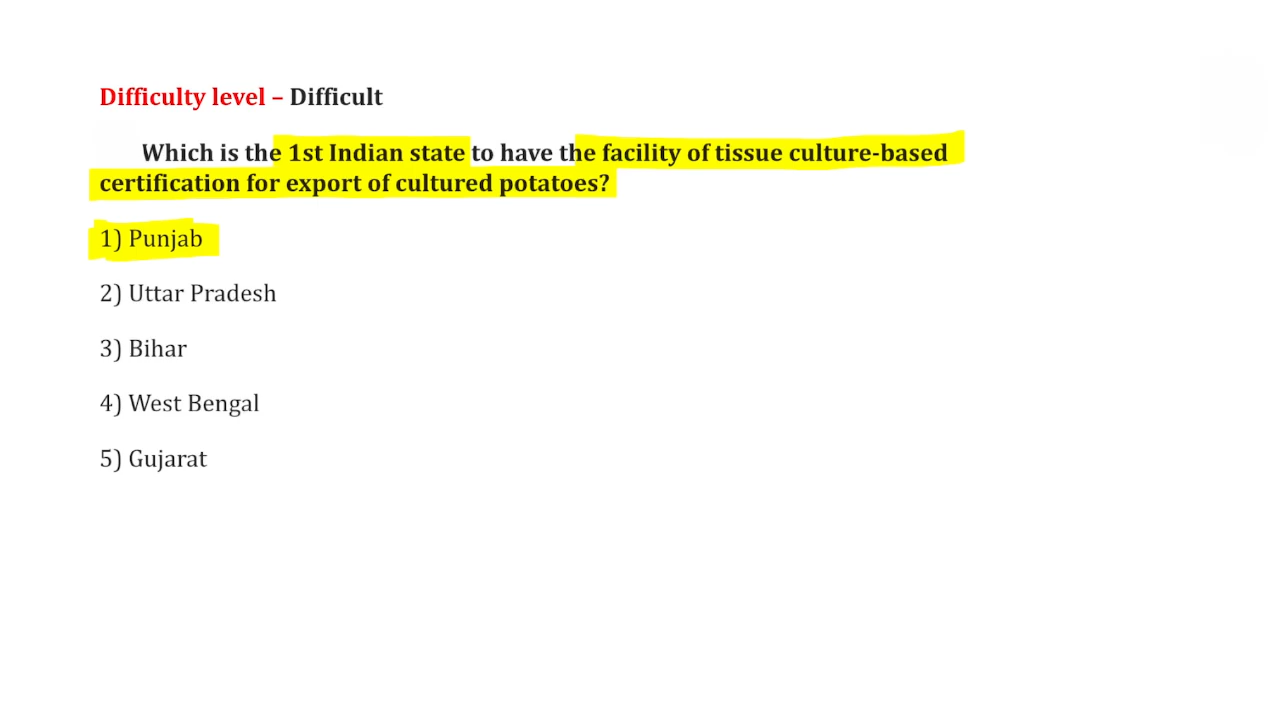 Difficulty level – Difficult
Which is the 1st Indian state to have the facility of tissue culture-based
certification for export of cultured potatoes?
1) Punjab
2) Uttar Pradesh
3) Bihar
4) West Bengal
5) Gujarat